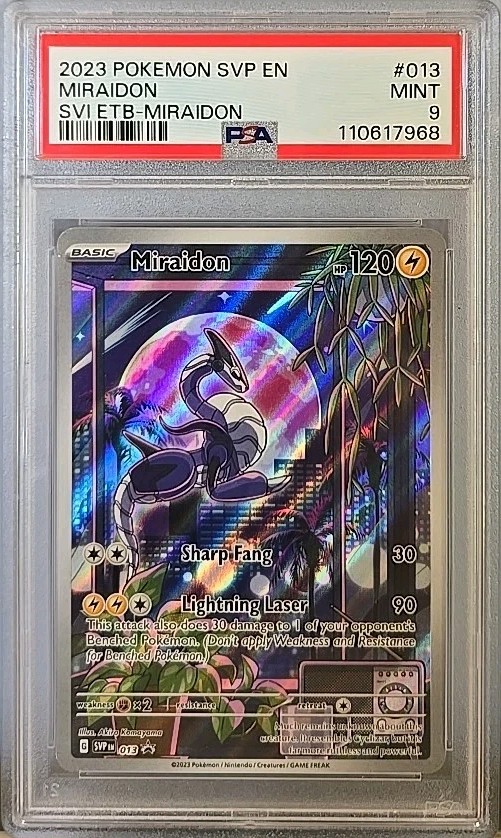 2023 POKEMON SVP EN #013
MIRAIDON MINT
SVI ETB-MIRAIDON 9
PSA 110617968
BASIC Miraidon HP 120
Sharp Fang 30
Lightning Laser 90
This attack also does 30 damage to 1 of your opponent's
Benched Pokémon. (Don't apply Weakness and Resistance
for Benched Pokémon.)
weakness ×2 resistance retreat
Illus. Akira Komayama
Much remains unknown about this
creature. It resembles Cyclizar, but it is
far more ruthless and powerful.
G SVP EN 013
©2023 Pokémon / Nintendo / Creatures / GAME FREAK